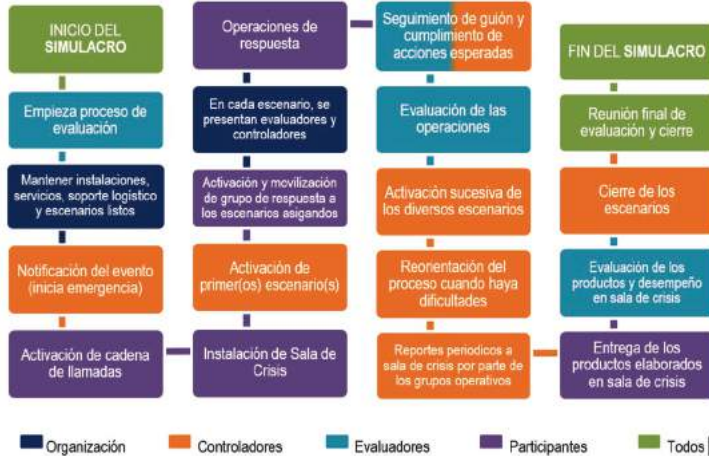 INICIO DEL
SIMULACRO
Empieza proceso de
evaluación
Mantener instalaciones,
servicios, soporte logístico
y escenarios listos
Notificación del evento
(inicia emergencia)
Activación de cadena
de llamadas
Instalación de Sala de
Crisis
Activación de
primer(os) escenario(s)
Activación y movilización
de grupo de respuesta a
los escenarios asigandos
En cada escenario, se
presentan evaluadores y
controladores
Operaciones de
respuesta
Seguimiento de guión y
cumplimiento de
acciones esperadas
Evaluación de las
operaciones
Activación sucesiva de
los diversos escenarios
Reorientación del
proceso cuando haya
dificultades
Reportes periodicos a
sala de crisis por parte de
los grupos operativos
Entrega de los
productos elaborados
en sala de crisis
Evaluación de los
productos y desempeño
en sala de crisis
Cierre de los
escenarios
Reunión final de
evaluación y cierre
FIN DEL SIMULACRO
Organización
Controladores
Evaluadores
Participantes
Todos